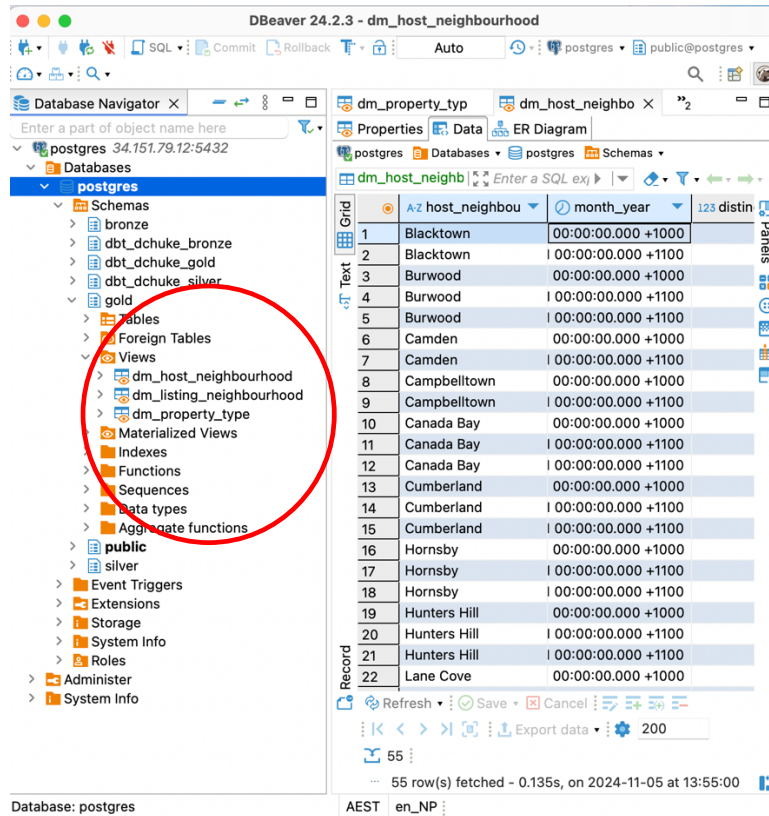 DBeaver 24.2.3 - dm_host_neighbourhood
SQL Commit Rollback Auto postgres public@postgres
Database Navigator
Enter a part of object name here
postgres 34.151.79.12:5432
Databases
postgres
Schemas
bronze
dbt_dchuke_bronze
dbt_dchuke_gold
dbt_dchuke_silver
gold
Tables
Foreign Tables
Views
dm_host_neighbourhood
dm_listing_neighbourhood
dm_property_type
Materialized Views
Indexes
Functions
Sequences
Data types
Aggregate functions
public
silver
Event Triggers
Extensions
Storage
System Info
Roles
Administer
System Info
dm_property_typ dm_host_neighbo 2
Properties Data ER Diagram
postgres Databases postgres Schemas
dm_host_neighb Enter a SQL ex
Grid
Text
Record
Panels
A-Z host_neighbou month_year 123 distin
1 Blacktown 00:00:00.000 +1000
2 Blacktown 00:00:00.000 +1100
3 Burwood 00:00:00.000 +1000
4 Burwood 00:00:00.000 +1100
5 Burwood 00:00:00.000 +1100
6 Camden 00:00:00.000 +1000
7 Camden 00:00:00.000 +1100
8 Campbelltown 00:00:00.000 +1000
9 Campbelltown 00:00:00.000 +1100
10 Canada Bay 00:00:00.000 +1000
11 Canada Bay 00:00:00.000 +1100
12 Canada Bay 00:00:00.000 +1100
13 Cumberland 00:00:00.000 +1000
14 Cumberland 00:00:00.000 +1100
15 Cumberland 00:00:00.000 +1100
16 Hornsby 00:00:00.000 +1000
17 Hornsby 00:00:00.000 +1100
18 Hornsby 00:00:00.000 +1100
19 Hunters Hill 00:00:00.000 +1000
20 Hunters Hill 00:00:00.000 +1100
21 Hunters Hill 00:00:00.000 +1100
22 Lane Cove 00:00:00.000 +1000
Refresh Save Cancel
Export data 200
55
55 row(s) fetched - 0.135s, on 2024-11-05 at 13:55:00
Database: postgres AEST en_NP